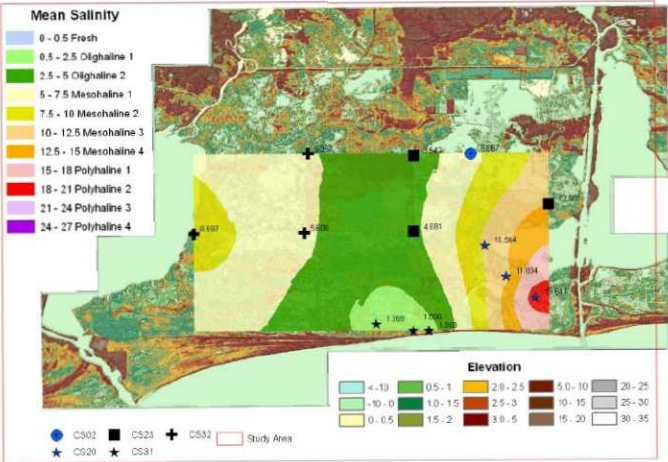 Mean Salinity
0 - 0.5 Fresh
0.5 - 2.5 Olighaline 1
2.5 - 5 Olighaline 2
5 - 7.5 Mesohaline 1
7.5 - 10 Mesohaline 2
10 - 12.5 Mesohaline 3
12.5 - 15 Mesohaline 4
15 - 18 Polyhaline 1
18 - 21 Polyhaline 2
21 - 24 Polyhaline 3
24 - 27 Polyhaline 4
4.881
10.564
11.834
1.369
Elevation
< -10
0.5 - 1
2.0 - 2.5
5.0 - 10
20 - 25
-10 - 0
1.0 - 1.5
2.5 - 3
10 - 15
25 - 30
0 - 0.5
1.5 - 2
3.0 - 5
15 - 20
30 - 35
CS02
CS23
CS32
Study Area
CS20
CS31